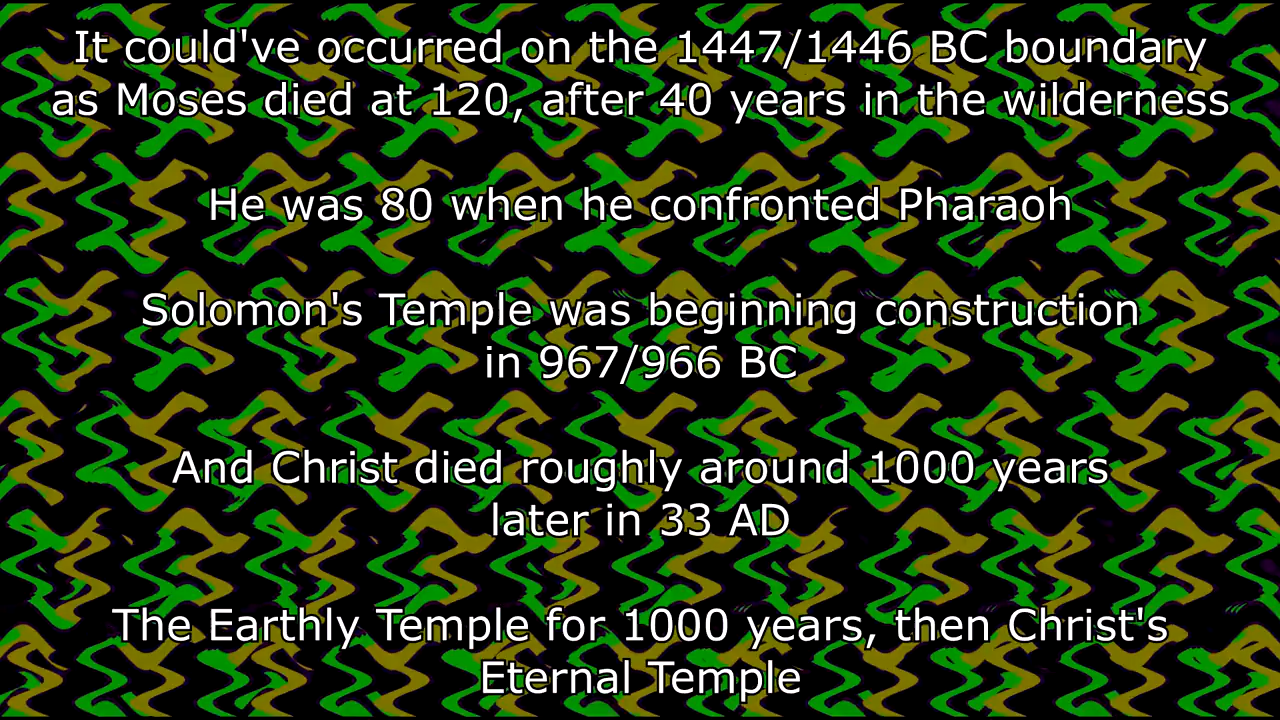 It could've occurred on the 1447/1446 BC boundary
as Moses died at 120, after 40 years in the wilderness
He was 80 when he confronted Pharaoh
Solomon's Temple was beginning construction
in 967/966 BC
And Christ died roughly around 1000 years
later in 33 AD
The Earthly Temple for 1000 years, then Christ's
Eternal Temple